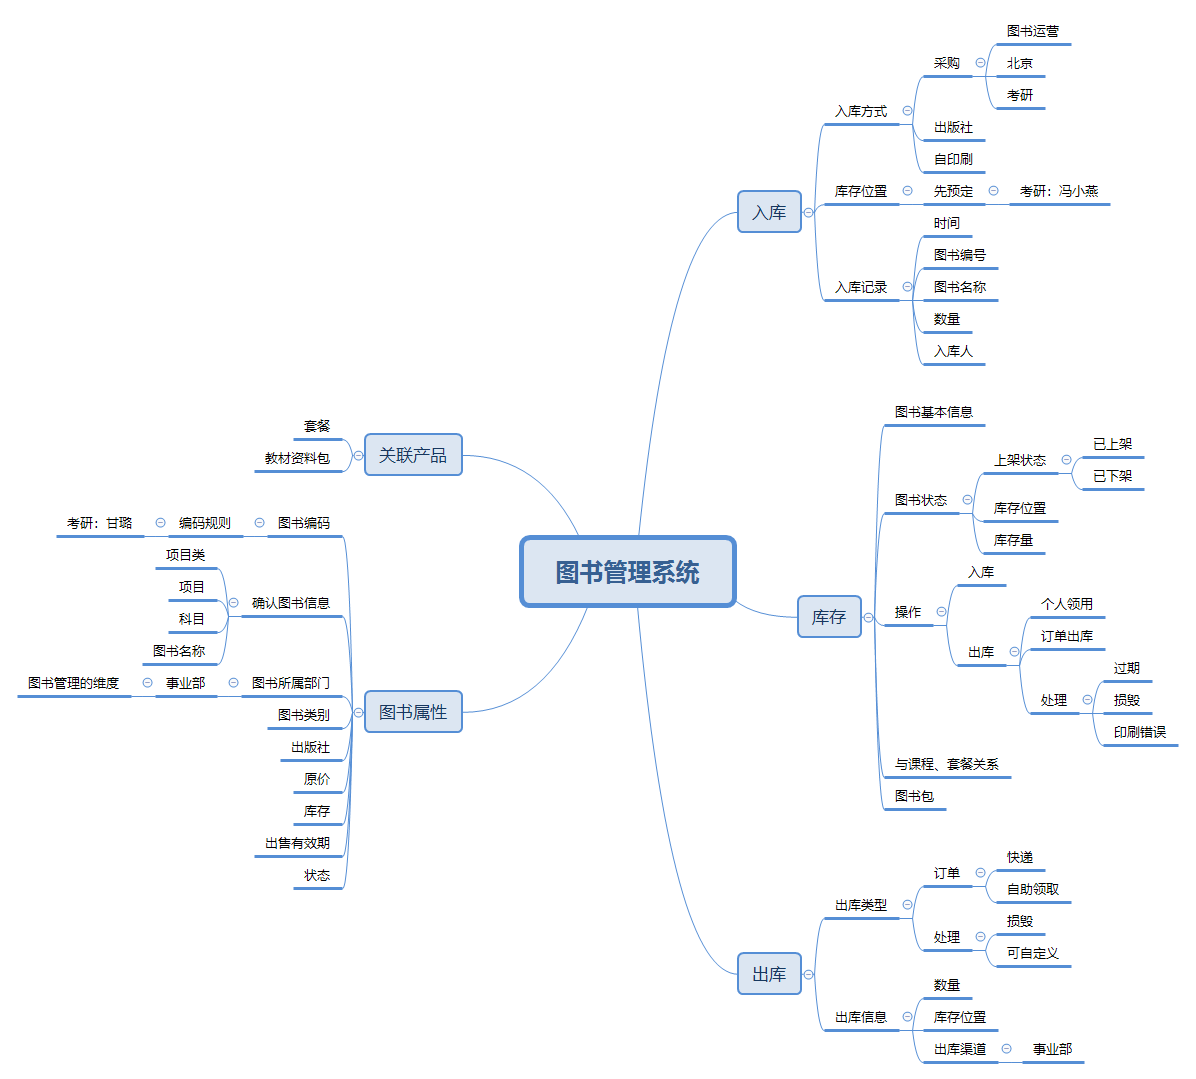 图书管理系统
入库
入库方式
采购
图书运营
北京
考研
出版社
自印刷
库存位置
先预定
考研：冯小燕
入库记录
时间
图书编号
图书名称
数量
入库人
库存
图书基本信息
图书状态
上架状态
已上架
已下架
库存位置
库存量
操作
入库
出库
个人领用
订单出库
处理
过期
损毁
印刷错误
与课程、套餐关系
图书包
出库
出库类型
订单
快递
自助领取
处理
损毁
可自定义
出库信息
数量
库存位置
出库渠道
事业部
关联产品
套餐
教材资料包
图书属性
图书编码
编码规则
考研：甘璐
确认图书信息
项目类
项目
科目
图书名称
图书所属部门
事业部
图书管理的维度
图书类别
出版社
原价
库存
出售有效期
状态